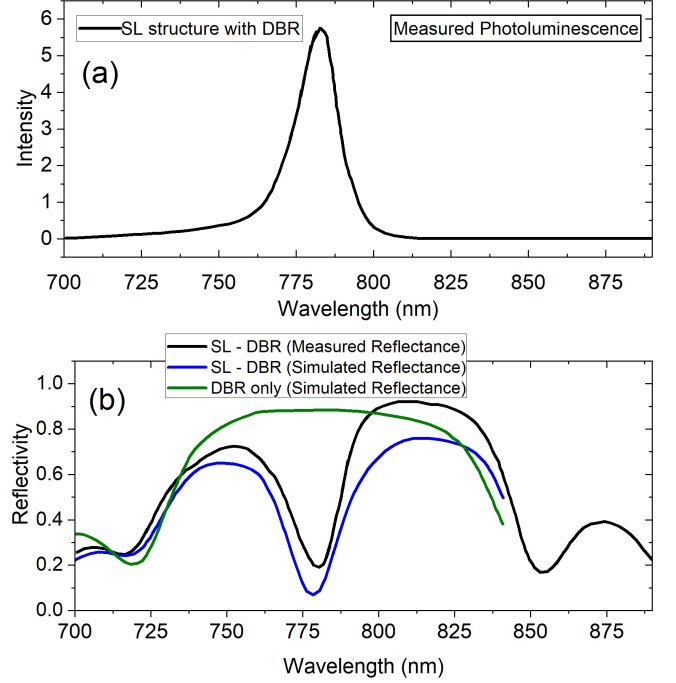 SL structure with DBR
Measured Photoluminescence
(a)
Intensity
6
5
4
3
2
1
0
700 725 750 775 800 825 850 875
Wavelength (nm)
SL - DBR (Measured Reflectance)
SL - DBR (Simulated Reflectance)
DBR only (Simulated Reflectance)
(b)
Reflectivity
1.0
0.8
0.6
0.4
0.2
0.0
700 725 750 775 800 825 850 875
Wavelength (nm)